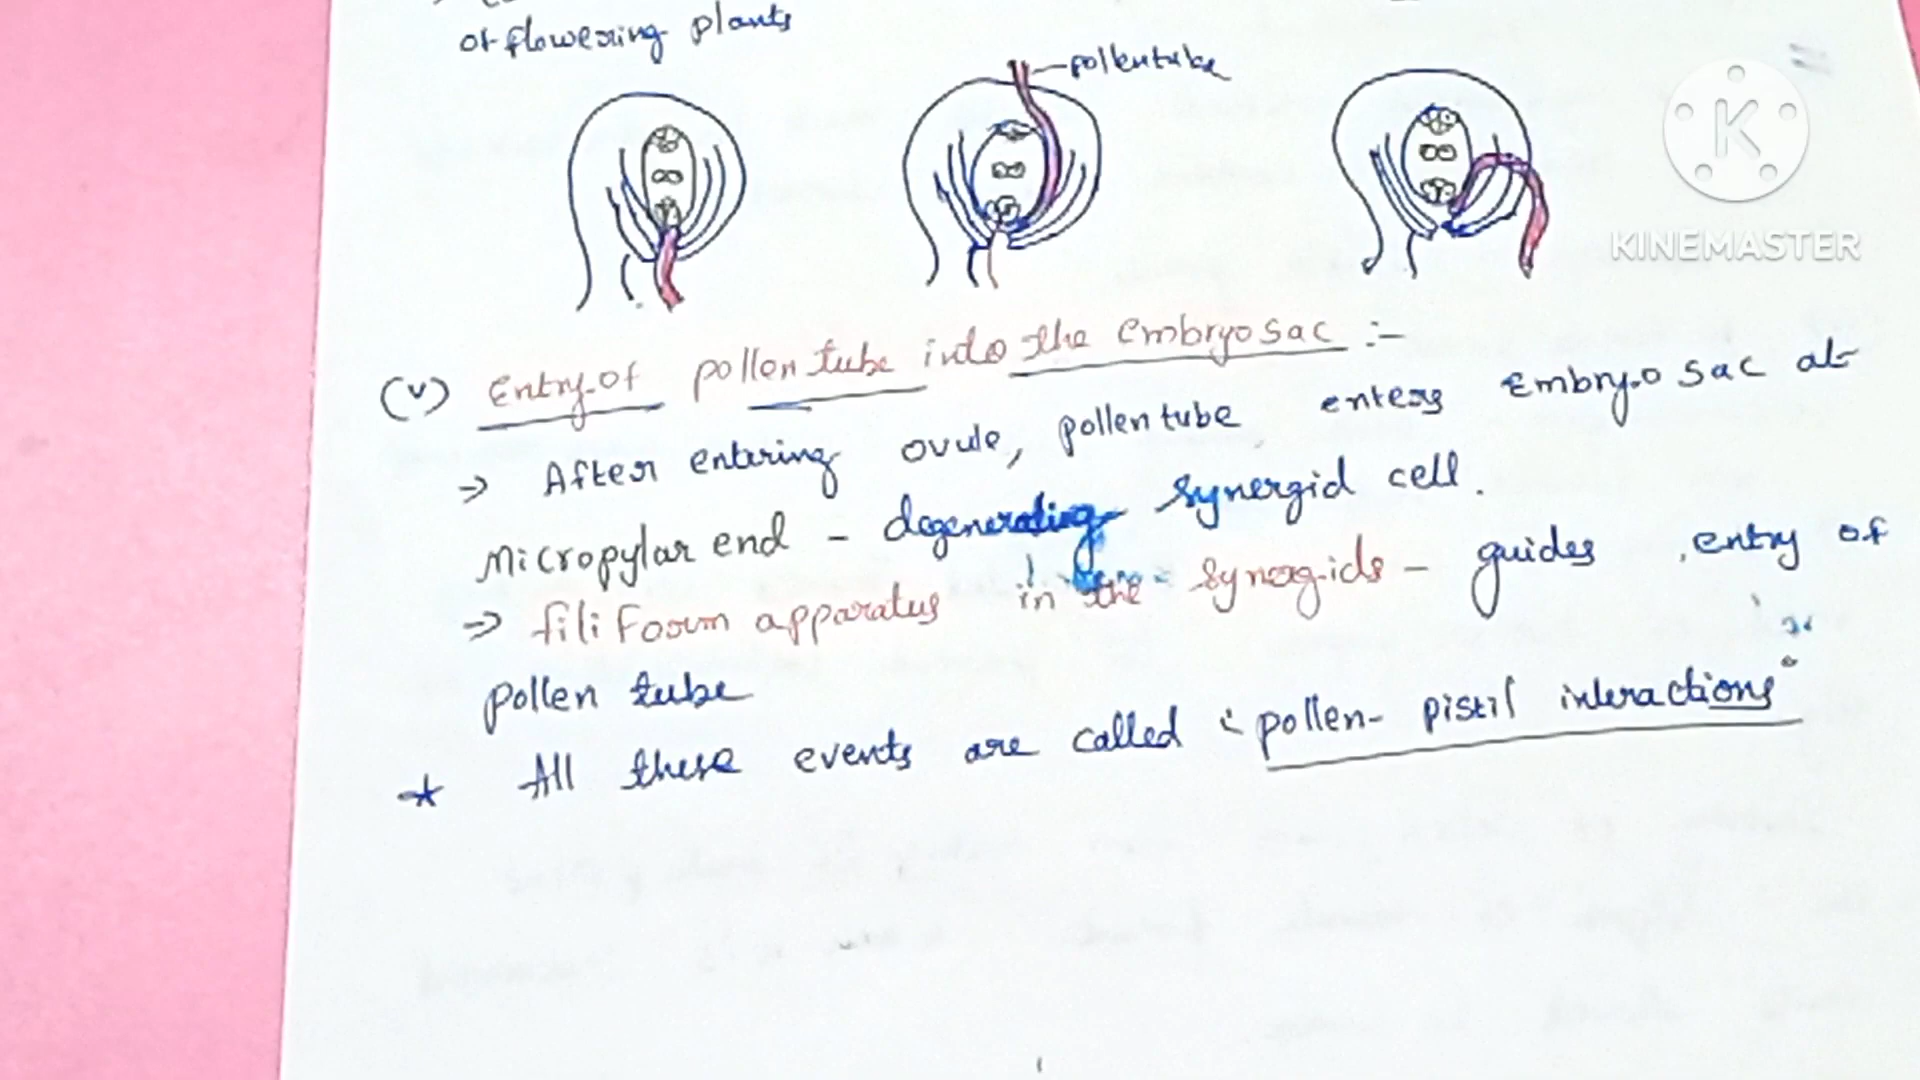 of flowering plants
pollentube
K
KINEMASTER
(v) Entry of pollen tube into the embryo sac :-
→ After entering ovule, pollen tube enters Embryo sac at
Micropylar end - degenerating synergid cell.
→ filiform apparatus in the synergids - guides entry of
pollen tube
* All these events are called "pollen-pistil interactions"